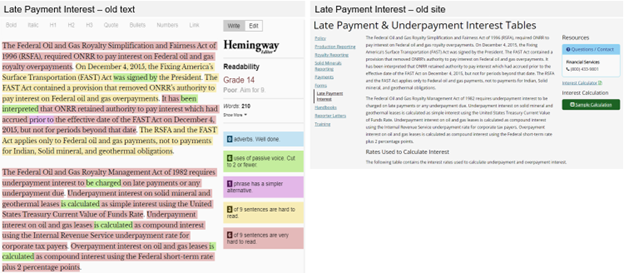 Late Payment Interest – old text
Bold Italic H1 H2 H3 Quote Bullets Numbers Link
Write Edit
The Federal Oil and Gas Royalty Simplification and Fairness Act of
1996 (RSFA), required ONRR to pay interest on Federal oil and gas
royalty overpayments. On December 4, 2015, the Fixing America's
Surface Transportation (FAST) Act was signed by the President. The
FAST Act contained a provision that removed ONRR's authority to
pay interest on Federal oil and gas overpayments. It has been
interpreted that ONRR retained authority to pay interest which had
accrued prior to the effective date of the FAST Act on December 4,
2015, but not for periods beyond that date. The RSFA and the FAST
Act applies only to Federal oil and gas payments, not to payments
for Indian, Solid mineral, and geothermal obligations.
The Federal Oil and Gas Royalty Management Act of 1982 requires
underpayment interest to be charged on late payments or any
underpayment due. Underpayment interest on solid mineral and
geothermal leases is calculated as simple interest using the United
States Treasury Current Value of Funds Rate. Underpayment
interest on oil and gas leases is calculated as compound interest
using the Internal Revenue Service underpayment rate for
corporate tax payers. Overpayment interest on oil and gas leases is
calculated as compound interest using the Federal short-term rate
plus 2 percentage points.
Hemingway
Editor
Readability
Grade 14
Poor. Aim for 9.
Words: 210
Show More
0 adverbs. Well done.
6 uses of passive voice. Cut
to 2 or fewer.
1 phrase has a simpler
alternative.
2 of 9 sentences are hard to
read.
6 of 9 sentences are very
hard to read.
Late Payment Interest – old site
Late Payment & Underpayment Interest Tables
Policy
Production Reporting
Royalty Reporting
Solid Minerals
Reporting
Payments
Forms
Late Payment
Interest
Handbooks
Reporter Letters
Training
The Federal Oil and Gas Royalty Simplification and Fairness Act of 1996 (RSFA), required ONRR to
pay interest on Federal oil and gas royalty overpayments. On December 4, 2015, the Fixing
America's Surface Transportation (FAST) Act was signed by the President. The FAST Act contained
a provision that removed ONRR's authority to pay interest on Federal oil and gas overpayments. It
has been interpreted that ONRR retained authority to pay interest which had accrued prior to the
effective date of the FAST Act on December 4, 2015, but not for periods beyond that date. The RSFA
and the FAST Act applies only to Federal oil and gas payments, not to payments for Indian, Solid
mineral, and geothermal obligations.
The Federal Oil and Gas Royalty Management Act of 1982 requires underpayment interest to be
charged on late payments or any underpayment due. Underpayment interest on solid mineral and
geothermal leases is calculated as simple interest using the United States Treasury Current Value
of Funds Rate. Underpayment interest on oil and gas leases is calculated as compound interest
using the Internal Revenue Service underpayment rate for corporate tax payers. Overpayment
interest on oil and gas leases is calculated as compound interest using the Federal short-term rate
plus 2 percentage points.
Rates Used to Calculate Interest
The following table contains the interest rates used to calculate underpayment and overpayment interest.
Resources
Questions / Contact
Financial Services
Interest Calculator
Interest Calculation
Sample Calculation